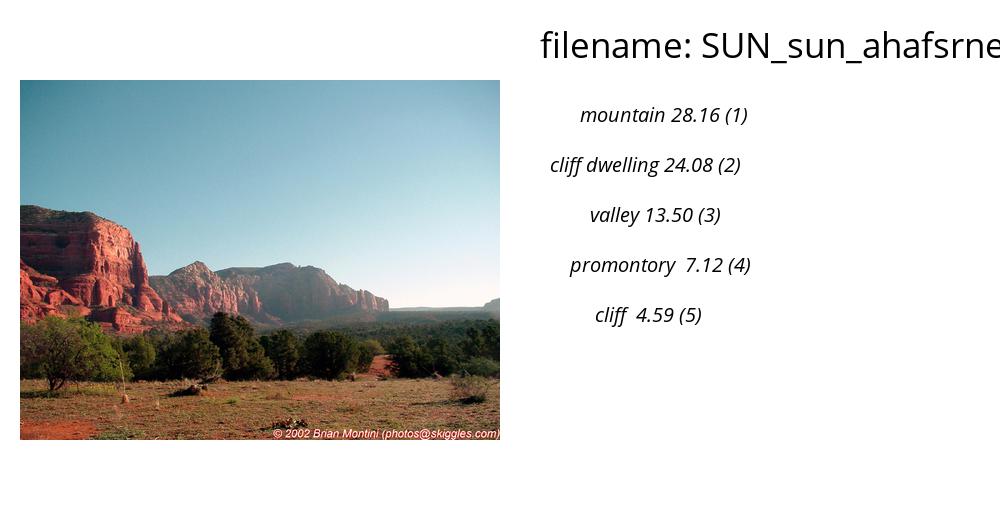 filename: SUN_sun_ahafsrne
mountain 28.16 (1)
cliff dwelling 24.08 (2)
valley 13.50 (3)
promontory 7.12 (4)
cliff 4.59 (5)
© 2002 Brian Montini (photos@skiggles.com)